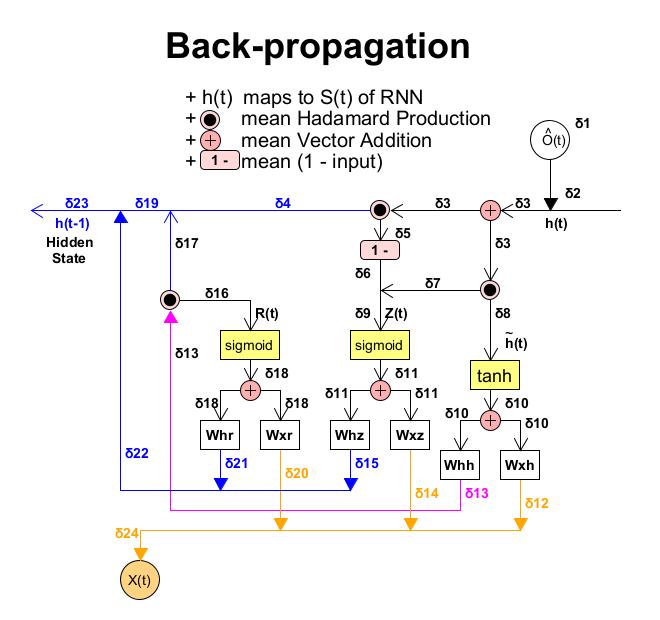 Back-propagation
+ h(t) maps to S(t) of RNN
+ mean Hadamard Production
+ + mean Vector Addition
+ 1 - mean (1 - input)
Ô(t) δ1
δ2
δ23 δ19 δ4 δ3 + δ3
h(t-1) h(t)
Hidden
State
δ17 δ5 δ3
1 -
δ6 δ7
δ16
R(t) δ9 Z(t) δ8
h̃(t)
δ13 sigmoid sigmoid
tanh
δ18 δ11
+ + δ10
δ18 δ18 δ11 δ11 δ10 + δ10
Whr Wxr Whz Wxz
Whh Wxh
δ22 δ21 δ20 δ15 δ14 δ13 δ12
δ24
X(t)